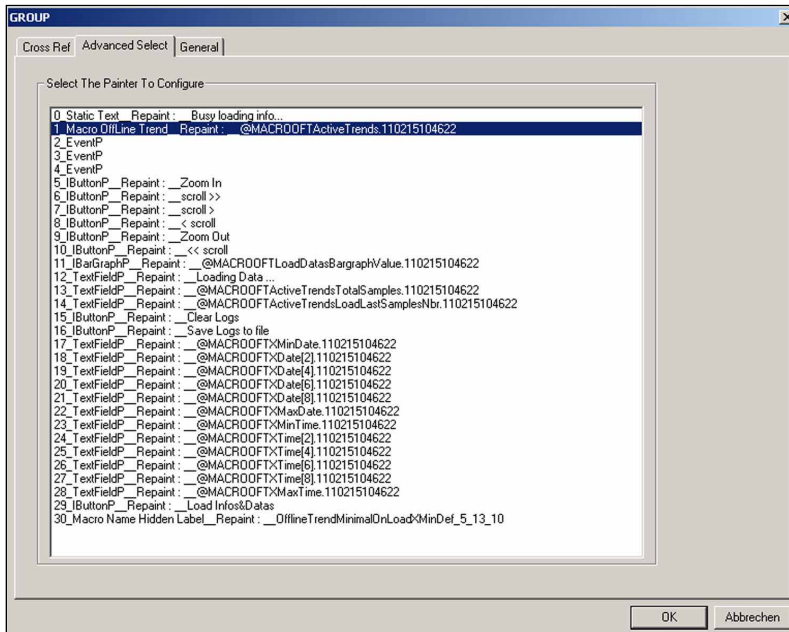 GROUP
Cross Ref Advanced Select General
Select The Painter To Configure
0_Static Text__Repaint : __Busy loading info...
1_Macro OffLine Trend__Repaint : __@MACROOFTActiveTrends.110215104622
2_EventP
3_EventP
4_EventP
5_IButtonP__Repaint : __Zoom In
6_IButtonP__Repaint : __scroll >>
7_IButtonP__Repaint : __scroll >
8_IButtonP__Repaint : __< scroll
9_IButtonP__Repaint : __Zoom Out
10_IButtonP__Repaint : __<< scroll
11_IBarGraphP__Repaint : __@MACROOFTLoadDatasBargraphValue.110215104622
12_TextFieldP__Repaint : __Loading Data ...
13_TextFieldP__Repaint : __@MACROOFTActiveTrendsTotalSamples.110215104622
14_TextFieldP__Repaint : __@MACROOFTActiveTrendsLoadLastSamplesNbr.110215104622
15_IButtonP__Repaint : __Clear Logs
16_IButtonP__Repaint : __Save Logs to file
17_TextFieldP__Repaint : __@MACROOFTXMinDate.110215104622
18_TextFieldP__Repaint : __@MACROOFTXDate[2].110215104622
19_TextFieldP__Repaint : __@MACROOFTXDate[4].110215104622
20_TextFieldP__Repaint : __@MACROOFTXDate[6].110215104622
21_TextFieldP__Repaint : __@MACROOFTXDate[8].110215104622
22_TextFieldP__Repaint : __@MACROOFTXMaxDate.110215104622
23_TextFieldP__Repaint : __@MACROOFTXMinTime.110215104622
24_TextFieldP__Repaint : __@MACROOFTXTime[2].110215104622
25_TextFieldP__Repaint : __@MACROOFTXTime[4].110215104622
26_TextFieldP__Repaint : __@MACROOFTXTime[6].110215104622
27_TextFieldP__Repaint : __@MACROOFTXTime[8].110215104622
28_TextFieldP__Repaint : __@MACROOFTXMaxTime.110215104622
29_IButtonP__Repaint : __Load Infos&Datas
30_Macro Name Hidden Label__Repaint : __OfflineTrendMinimalOnLoadXMinDef_5_13_10
OK Abbrechen